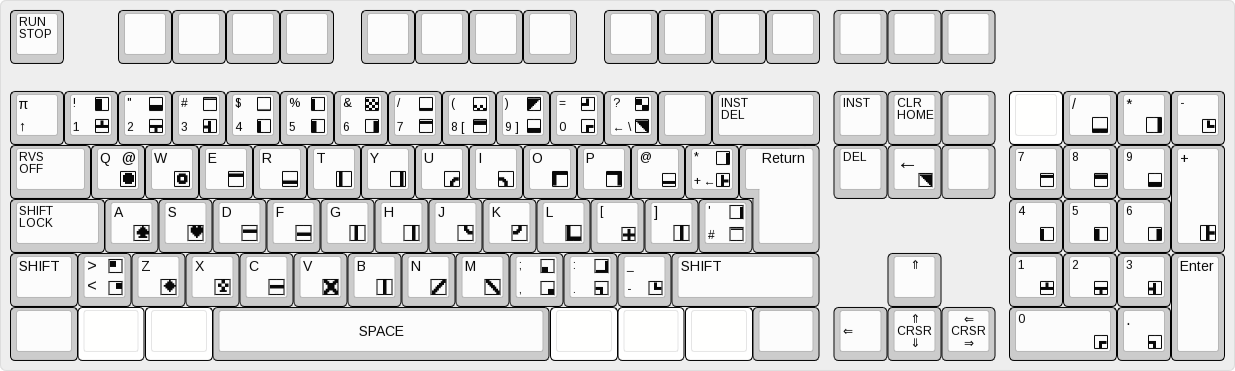 RUN
STOP
π ! " # $ % & / ( ) = ? INST
DEL INST CLR
HOME / * -
↑ 1 2 3 4 5 6 7 8 [ 9 ] 0 ← \
RVS
OFF Q @ W E R T Y U I O P @ * Return DEL ← 7 8 9 +
+ ←
SHIFT
LOCK A S D F G H J K L [ ] ' 4 5 6
#
SHIFT > Z X C V B N M ; : _ SHIFT ⇑ 1 2 3 Enter
< , . -
SPACE ⇐ ⇑
CRSR
⇓ ⇐
CRSR
⇒ 0 .